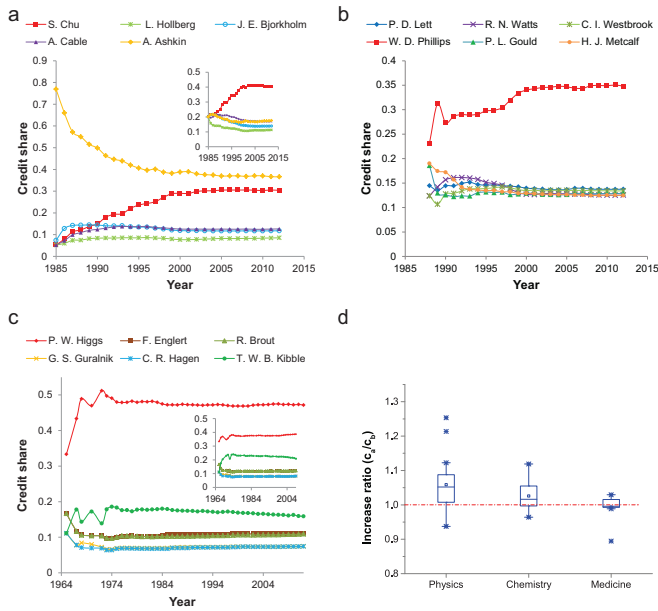 a
S. Chu L. Hollberg J. E. Bjorkholm
A. Cable A. Ashkin
0.9
0.8
0.7
0.6
0.5
0.4
0.3
0.2
0.1
0
Credit share
1985 1990 1995 2000 2005 2010 2015
Year
0.5
0.4
0.3
0.2
0.1
0
1985 1995 2005 2015
b
P. D. Lett R. N. Watts C. I. Westbrook
W. D. Phillips P. L. Gould H. J. Metcalf
0.4
0.35
0.3
0.25
0.2
0.15
0.1
0.05
0
Credit share
1985 1990 1995 2000 2005 2010 2015
Year
c
P. W. Higgs F. Englert R. Brout
G. S. Guralnik C. R. Hagen T. W. B. Kibble
0.5
0.4
0.3
0.2
0.1
0
Credit share
1964 1974 1984 1994 2004
Year
0.5
0.4
0.3
0.2
0.1
0
1964 1984 2004
d
1.3
1.2
1.1
1,0
0.9
0.8
Increase ratio (ca/cb)
Physics Chemistry Medicine